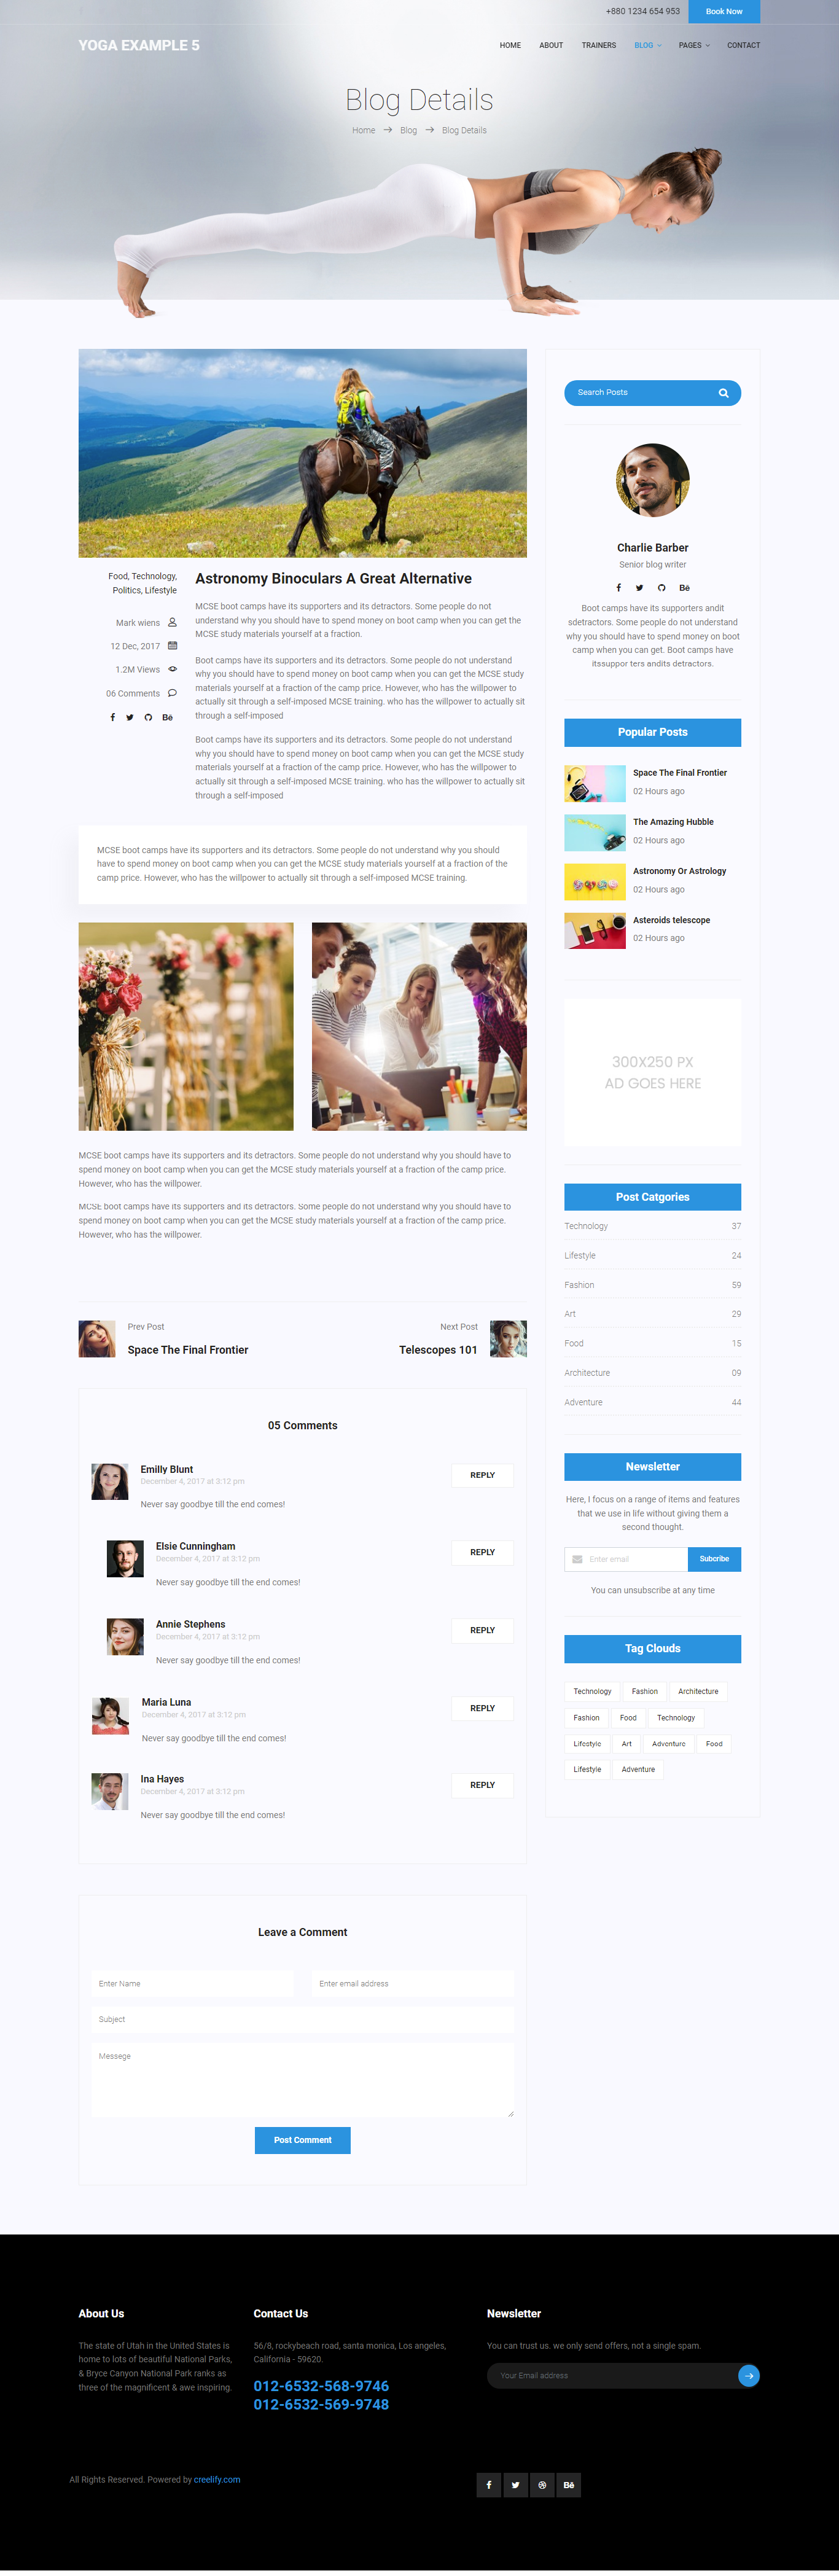 +880 1234 654 953
Book Now
YOGA EXAMPLE 5
HOME ABOUT TRAINERS BLOG PAGES CONTACT
Blog Details
Home → Blog → Blog Details
Food, Technology,
Politics, Lifestyle
Mark wiens
12 Dec, 2017
1.2M Views
06 Comments
Astronomy Binoculars A Great Alternative
MCSE boot camps have its supporters and its detractors. Some people do not
understand why you should have to spend money on boot camp when you can get the
MCSE study materials yourself at a fraction.
Boot camps have its supporters and its detractors. Some people do not understand
why you should have to spend money on boot camp when you can get the MCSE study
materials yourself at a fraction of the camp price. However, who has the willpower to
actually sit through a self-imposed MCSE training. who has the willpower to actually sit
through a self-imposed
Boot camps have its supporters and its detractors. Some people do not understand
why you should have to spend money on boot camp when you can get the MCSE study
materials yourself at a fraction of the camp price. However, who has the willpower to
actually sit through a self-imposed MCSE training. who has the willpower to actually sit
through a self-imposed
MCSE boot camps have its supporters and its detractors. Some people do not understand why you should
have to spend money on boot camp when you can get the MCSE study materials yourself at a fraction of the
camp price. However, who has the willpower to actually sit through a self-imposed MCSE training.
MCSE boot camps have its supporters and its detractors. Some people do not understand why you should have to
spend money on boot camp when you can get the MCSE study materials yourself at a fraction of the camp price.
However, who has the willpower.
MCSE boot camps have its supporters and its detractors. Some people do not understand why you should have to
spend money on boot camp when you can get the MCSE study materials yourself at a fraction of the camp price.
However, who has the willpower.
Prev Post
Space The Final Frontier
Next Post
Telescopes 101
05 Comments
Emilly Blunt
December 4, 2017 at 3:12 pm
Never say goodbye till the end comes!
REPLY
Elsie Cunningham
December 4, 2017 at 3:12 pm
Never say goodbye till the end comes!
REPLY
Annie Stephens
December 4, 2017 at 3:12 pm
Never say goodbye till the end comes!
REPLY
Maria Luna
December 4, 2017 at 3:12 pm
Never say goodbye till the end comes!
REPLY
Ina Hayes
December 4, 2017 at 3:12 pm
Never say goodbye till the end comes!
REPLY
Leave a Comment
Enter Name
Enter email address
Subject
Messege
Post Comment
Search Posts
Charlie Barber
Senior blog writer
Boot camps have its supporters andit
sdetractors. Some people do not understand
why you should have to spend money on boot
camp when you can get. Boot camps have
itssuppor ters andits detractors.
Popular Posts
Space The Final Frontier
02 Hours ago
The Amazing Hubble
02 Hours ago
Astronomy Or Astrology
02 Hours ago
Asteroids telescope
02 Hours ago
300X250 PX
AD GOES HERE
Post Catgories
Technology 37
Lifestyle 24
Fashion 59
Art 29
Food 15
Architecture 09
Adventure 44
Newsletter
Here, I focus on a range of items and features
that we use in life without giving them a
second thought.
Enter email
Subcribe
You can unsubscribe at any time
Tag Clouds
Technology Fashion Architecture
Fashion Food Technology
Lifestyle Art Adventure Food
Lifestyle Adventure
About Us
The state of Utah in the United States is
home to lots of beautiful National Parks,
& Bryce Canyon National Park ranks as
three of the magnificent & awe inspiring.
Contact Us
56/8, rockybeach road, santa monica, Los angeles,
California - 59620.
012-6532-568-9746
012-6532-569-9748
Newsletter
You can trust us. we only send offers, not a single spam.
Your Email address
All Rights Reserved. Powered by creelify.com